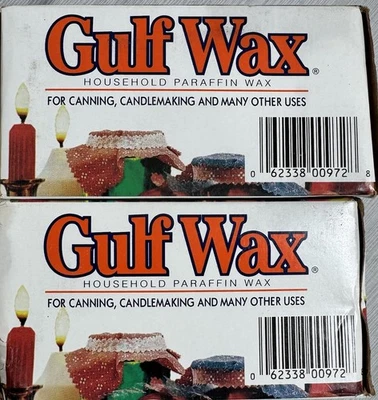 Gulf Wax®
HOUSEHOLD PARAFFIN WAX
FOR CANNING, CANDLEMAKING AND MANY OTHER USES
0 62338 00972 8
Gulf Wax®
HOUSEHOLD PARAFFIN WAX
FOR CANNING, CANDLEMAKING AND MANY OTHER USES
0 62338 00972